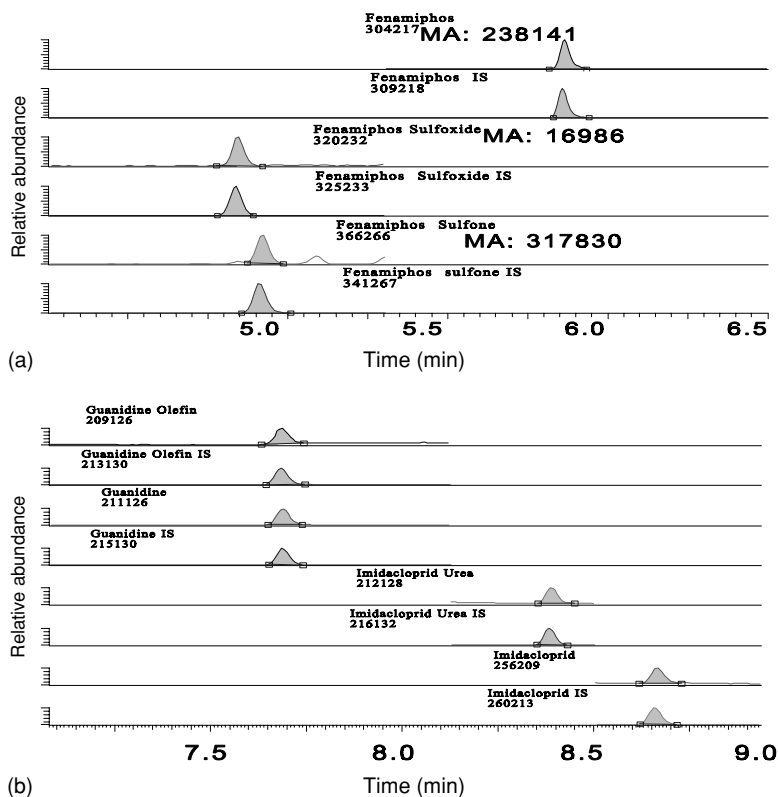 Fenamiphos
304217 MA: 238141
Fenamiphos IS
309218
Fenamiphos Sulfoxide MA: 16986
320232
Fenamiphos Sulfoxide IS
325233
Fenamiphos Sulfone
366266 MA: 317830
Fenamiphos sulfone IS
341267
Relative abundance
5.0 5.5 6.0 6.5
(a) Time (min)
Guanidine Olefin
209126
Guanidine Olefin IS
213130
Guanidine
211126
Guanidine IS
215130
Imidacloprid Urea
212128
Imidacloprid Urea IS
216132
Imidacloprid
256209
Imidacloprid IS
260213
Relative abundance
7.5 8.0 8.5 9.0
(b) Time (min)